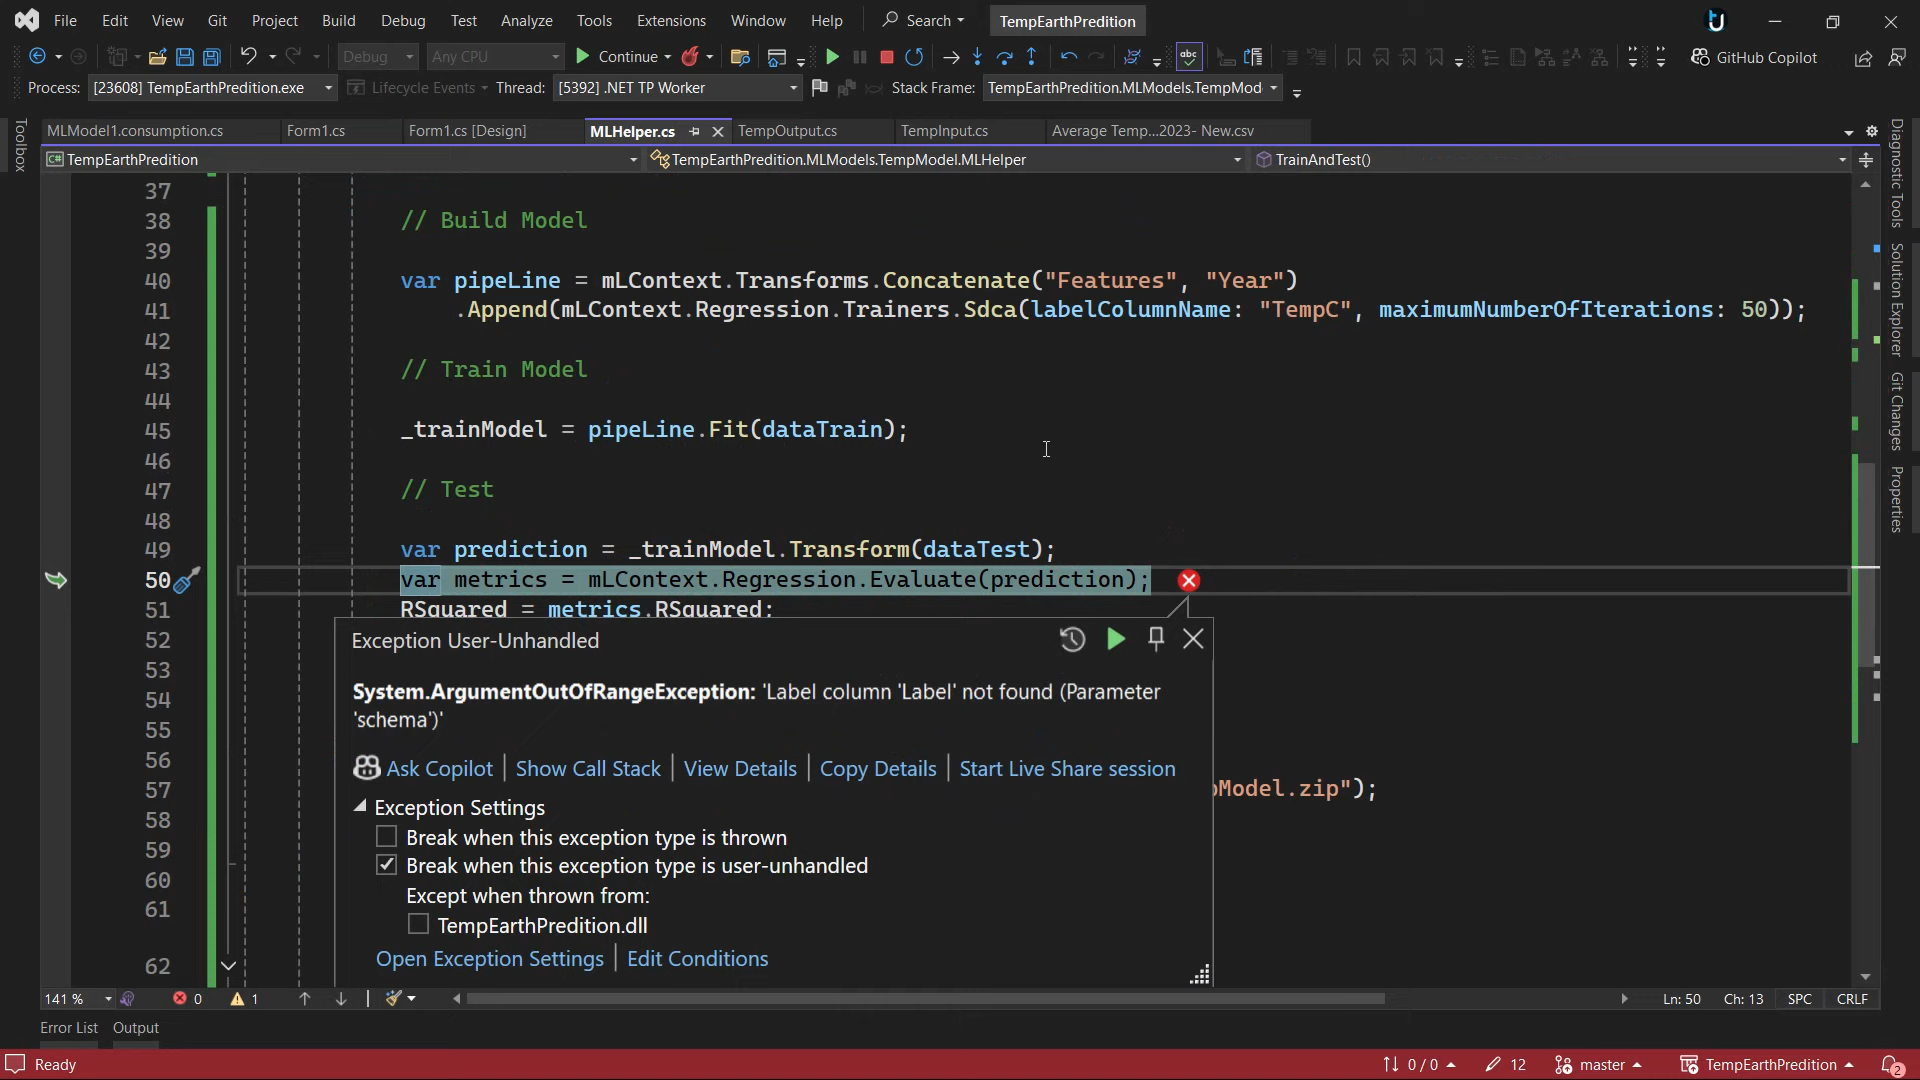 File Edit View Git Project Build Debug Test Analyze Tools Extensions Window Help Search TempEarthPredition
Debug Any CPU Continue GitHub Copilot
Process: [23608] TempEarthPredition.exe Lifecycle Events Thread: [5392] .NET TP Worker Stack Frame: TempEarthPredition.MLModels.TempMod
MLModel1.consumption.cs Form1.cs Form1.cs [Design] MLHelper.cs TempOutput.cs TempInput.cs Average Temp...2023- New.csv
C# TempEarthPredition TempEarthPredition.MLModels.TempModel.MLHelper TrainAndTest()
Toolbox
Diagnostic Tools
Solution Explorer
Git Changes
Properties
37
38 // Build Model
39
40 var pipeLine = mLContext.Transforms.Concatenate("Features", "Year")
41 .Append(mLContext.Regression.Trainers.Sdca(labelColumnName: "TempC", maximumNumberOfIterations: 50));
42
43 // Train Model
44
45 _trainModel = pipeLine.Fit(dataTrain);
46
47 // Test
48
49 var prediction = _trainModel.Transform(dataTest);
50 var metrics = mLContext.Regression.Evaluate(prediction);
51 RSquared = metrics.RSquared;
52
53
54
55
56
57 Model.zip");
58
59
60
61
62
Exception User-Unhandled
System.ArgumentOutOfRangeException: 'Label column 'Label' not found (Parameter
'schema')'
Ask Copilot Show Call Stack View Details Copy Details Start Live Share session
Exception Settings
Break when this exception type is thrown
Break when this exception type is user-unhandled
Except when thrown from:
TempEarthPredition.dll
Open Exception Settings Edit Conditions
141 % 0 1 Ln: 50 Ch: 13 SPC CRLF
Error List Output
Ready 0 / 0 12 master TempEarthPredition 2